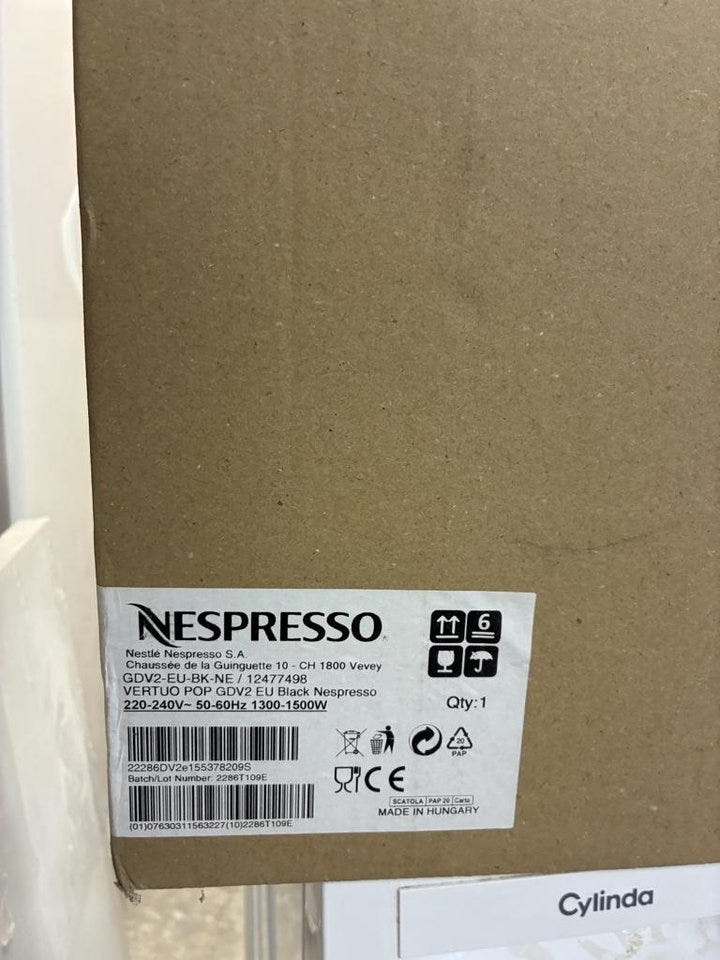 NESPRESSO
Nestlé Nespresso S.A.
Chaussée de la Guinguette 10 - CH 1800 Vevey
GDV2-EU-BK-NE / 12477498
VERTUO POP GDV2 EU Black Nespresso
220-240V~ 50-60Hz 1300-1500W
6
Qty:1
22286DV2e155378209S
Batch/Lot Number: 2286T109E
(01)07630311563227(10)2286T109E
20
PAP
CE
SCATOLA PAP 20 Carta
MADE IN HUNGARY
Cylinda